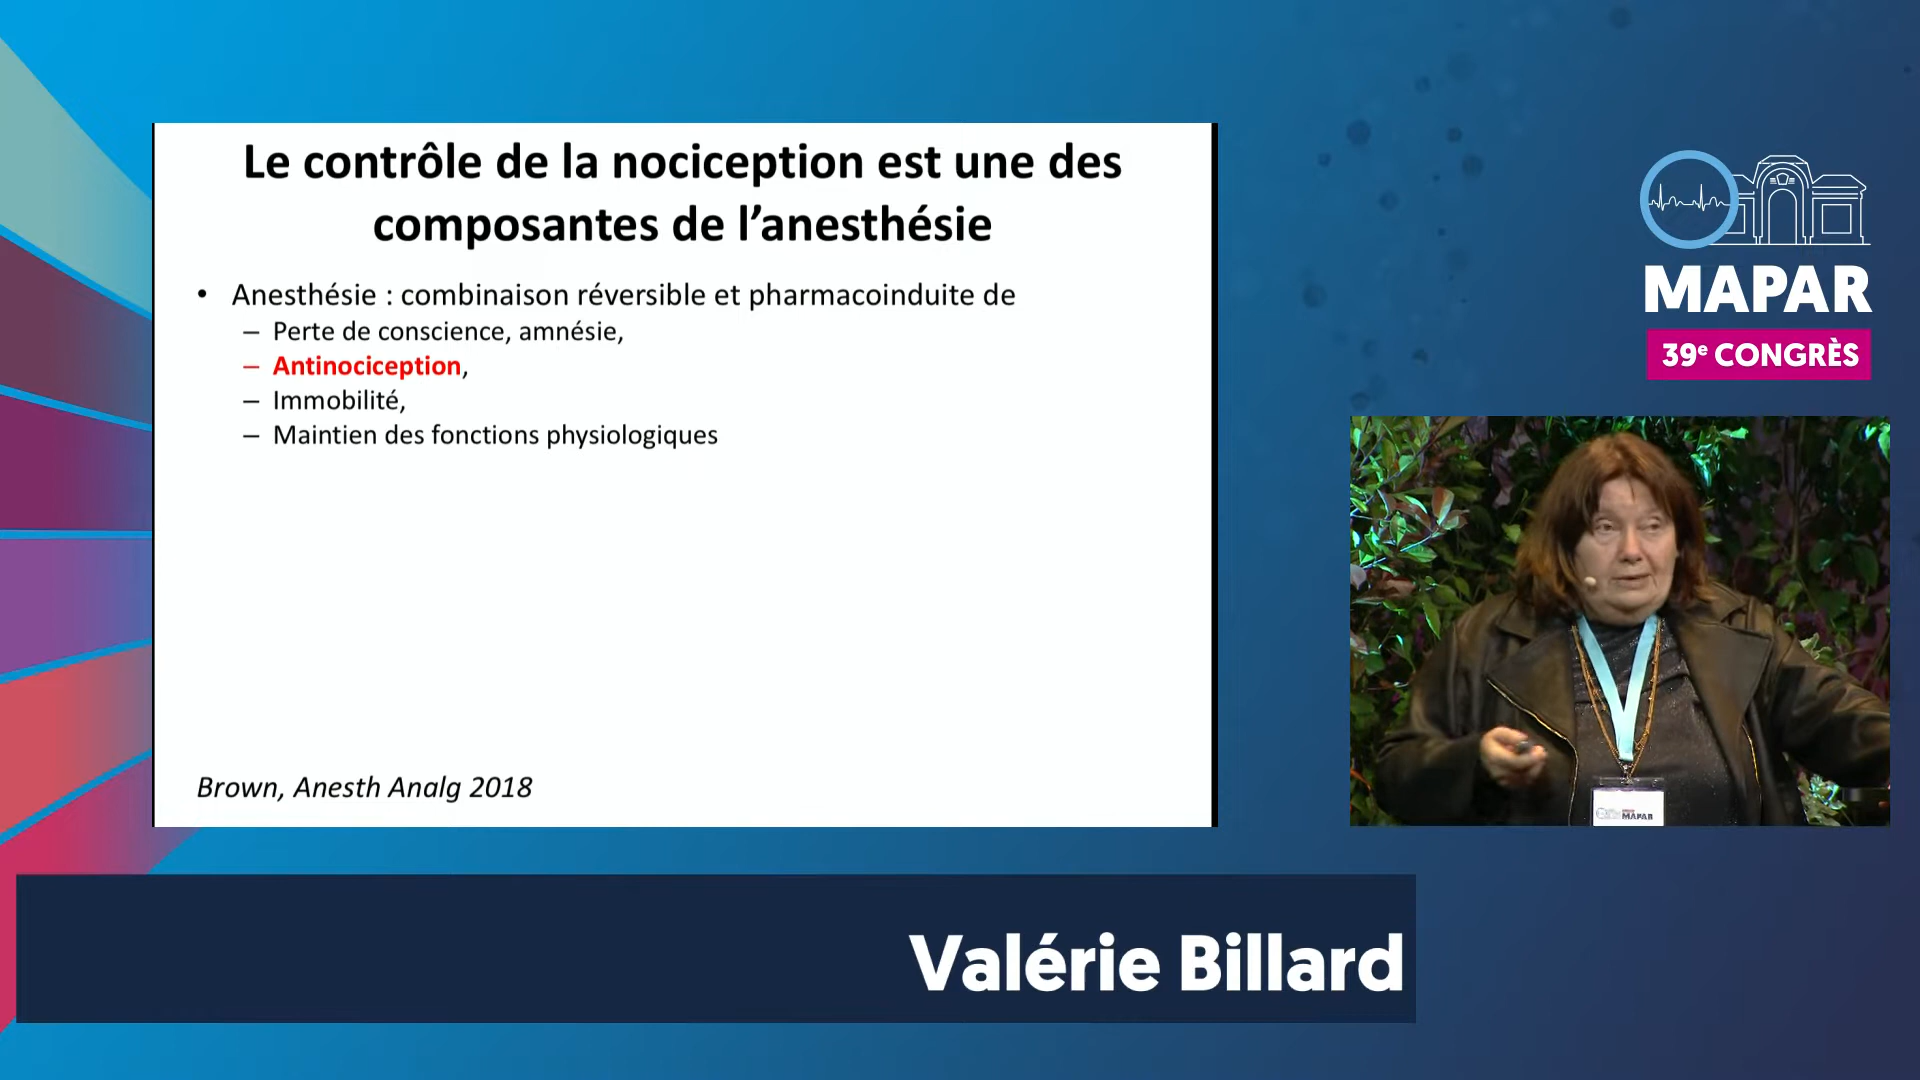 Le contrôle de la nociception est une des
composantes de l’anesthésie
• Anesthésie : combinaison réversible et pharmacoinduite de
– Perte de conscience, amnésie,
– Antinociception,
– Immobilité,
– Maintien des fonctions physiologiques
Brown, Anesth Analg 2018
MAPAR
39e CONGRÈS
MAPAR
Valérie Billard